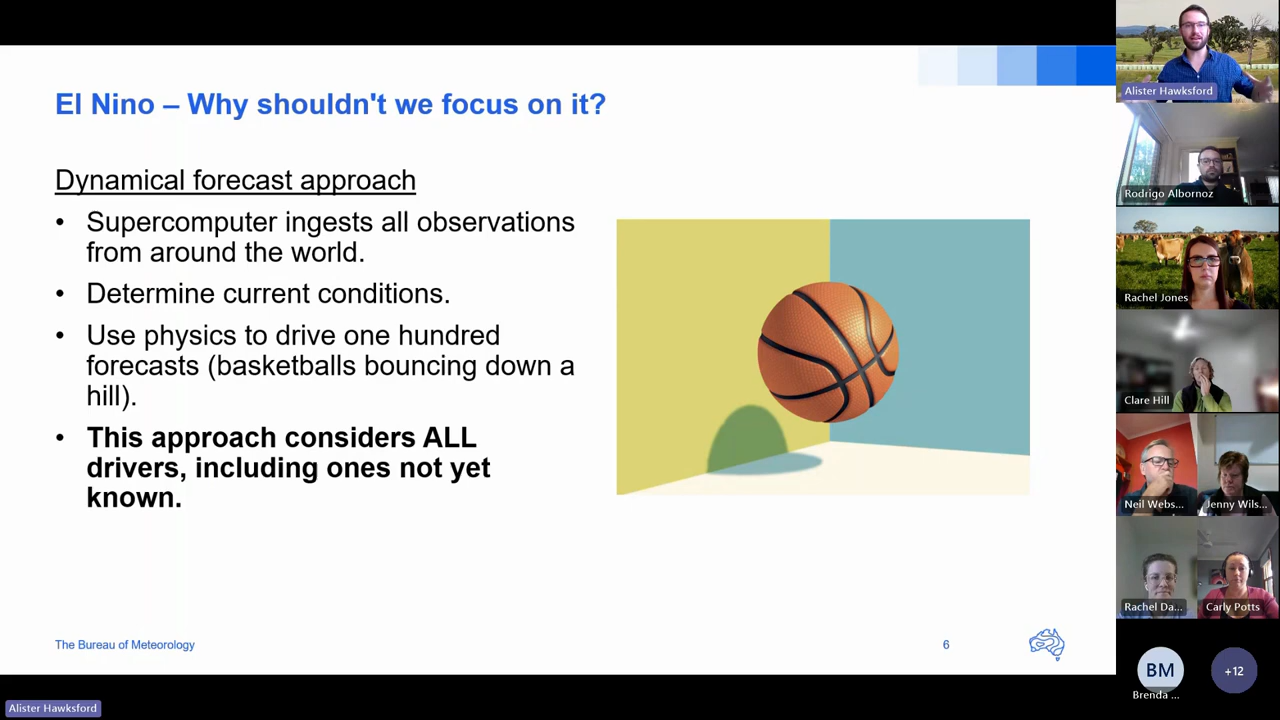 El Nino – Why shouldn't we focus on it?
Dynamical forecast approach
• Supercomputer ingests all observations
from around the world.
• Determine current conditions.
• Use physics to drive one hundred
forecasts (basketballs bouncing down a
hill).
• This approach considers ALL
drivers, including ones not yet
known.
The Bureau of Meteorology
6
Alister Hawksford
Alister Hawksford
Rodrigo Albornoz
Rachel Jones
Clare Hill
Neil Webs...
Jenny Wils...
Rachel Da...
Carly Potts
BM
Brenda ...
+12